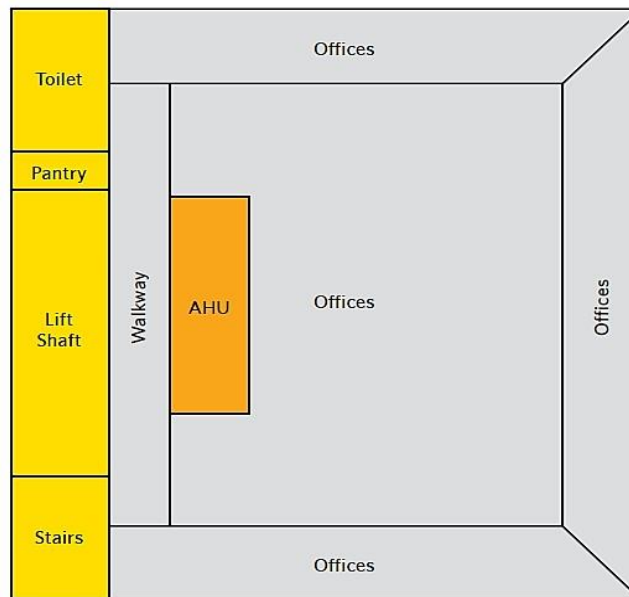 Offices
Toilet
Pantry
Lift
Shaft
Walkway
AHU
Offices
Offices
Stairs
Offices